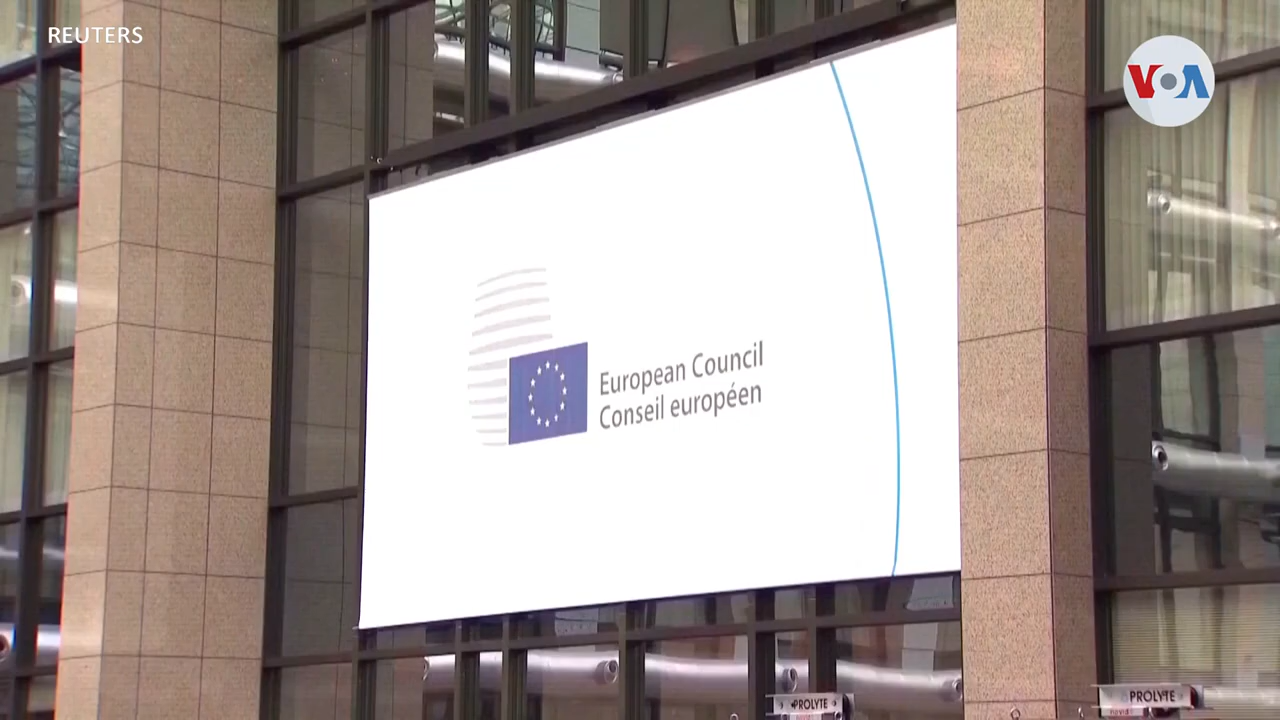 REUTERS
VOA
European Council
Conseil européen
PROLYTE
PROLYTE